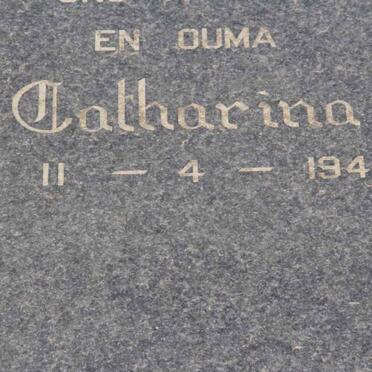 EN OUMA
Catharina
11 - 4 - 194